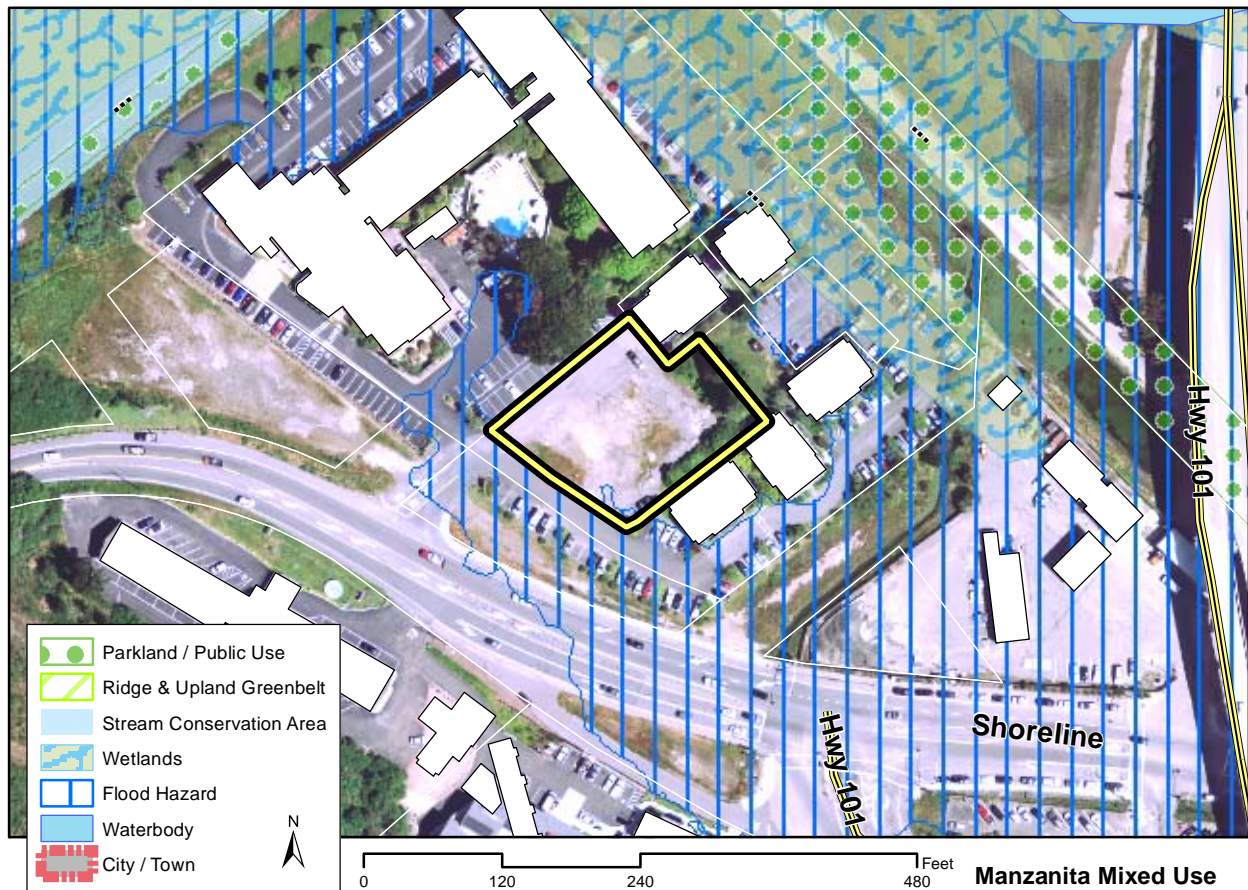 Hwy 101
Shoreline
Hwy 101
Parkland / Public Use
Ridge & Upland Greenbelt
Stream Conservation Area
Wetlands
Flood Hazard
Waterbody
City / Town
N
Feet
0 120 240 480
Manzanita Mixed Use